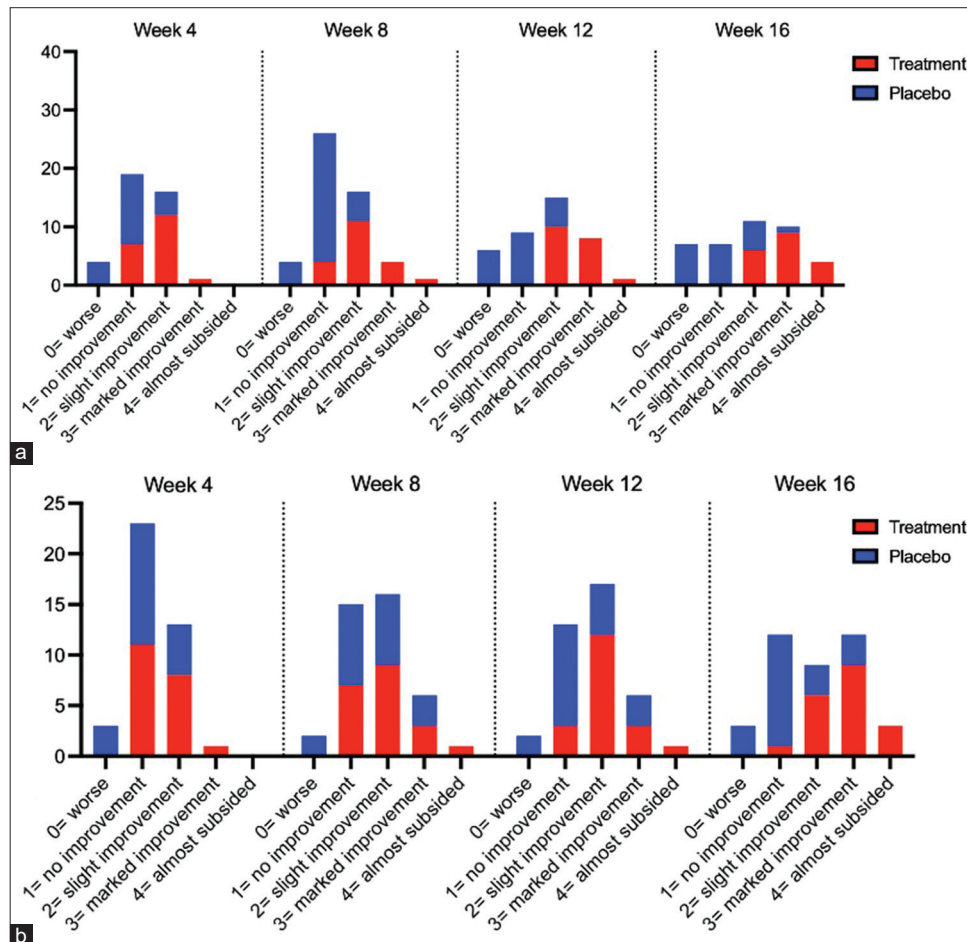 Week 4 Week 8 Week 12 Week 16
40
30
20
10
0
Treatment
Placebo
0= worse
1= no improvement
2= slight improvement
3= marked improvement
4= almost subsided
0= worse
1= no improvement
2= slight improvement
3= marked improvement
4= almost subsided
0= worse
1= no improvement
2= slight improvement
3= marked improvement
4= almost subsided
0= worse
1= no improvement
2= slight improvement
3= marked improvement
4= almost subsided
a
Week 4 Week 8 Week 12 Week 16
25
20
15
10
5
0
Treatment
Placebo
0= worse
1= no improvement
2= slight improvement
3= marked improvement
4= almost subsided
0= worse
1= no improvement
2= slight improvement
3= marked improvement
4= almost subsided
0= worse
1= no improvement
2= slight improvement
3= marked improvement
4= almost subsided
0= worse
1= no improvement
2= slight improvement
3= marked improvement
4= almost subsided
b